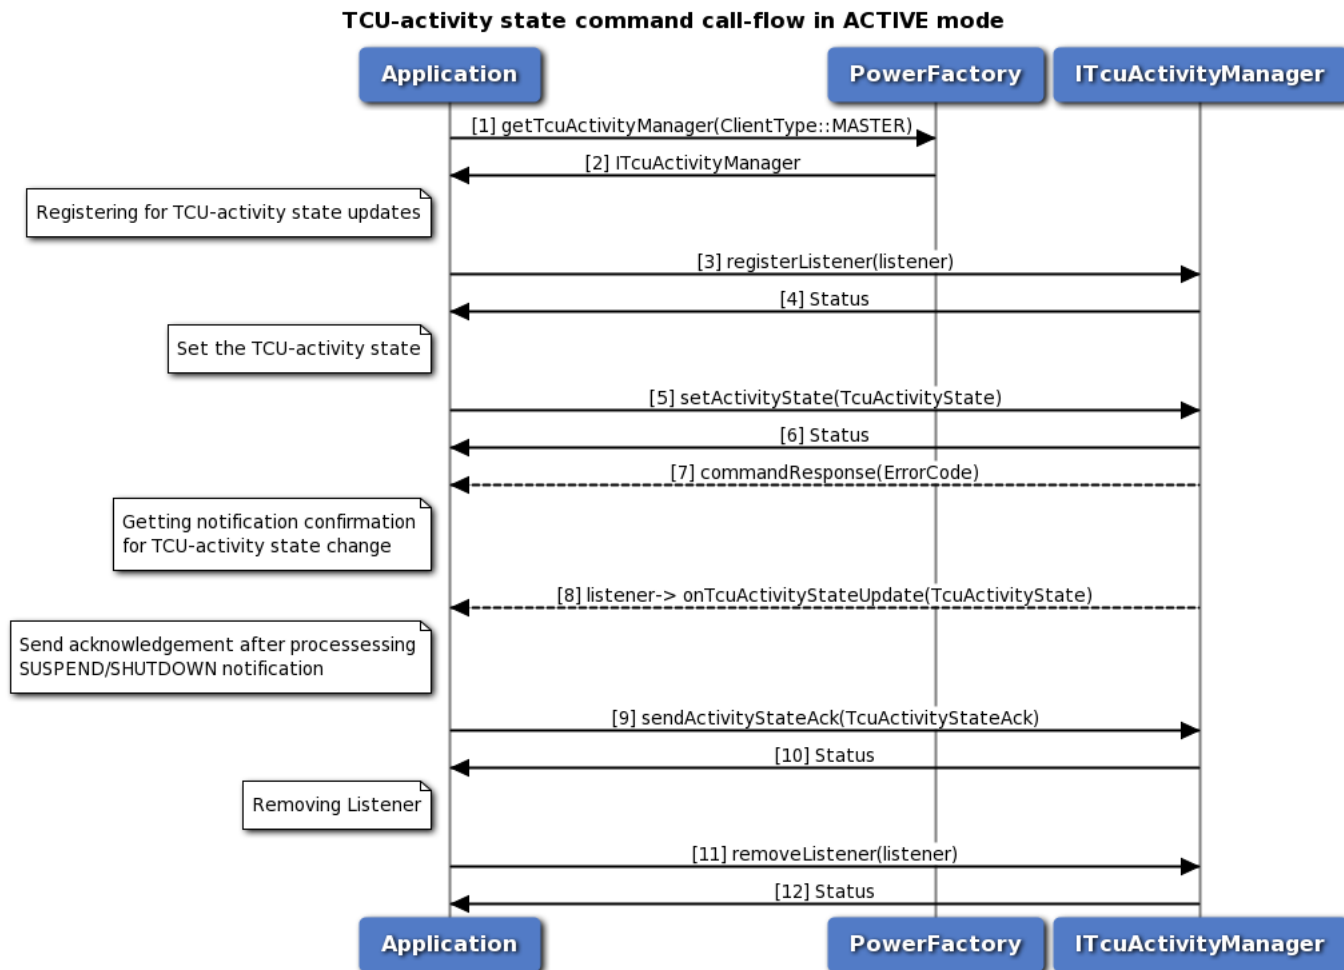 TCU-activity state command call-flow in ACTIVE mode
Application
PowerFactory
ITcuActivityManager
[1] getTcuActivityManager(ClientType::MASTER)
[2] ITcuActivityManager
Registering for TCU-activity state updates
[3] registerListener(listener)
[4] Status
Set the TCU-activity state
[5] setActivityState(TcuActivityState)
[6] Status
[7] commandResponse(ErrorCode)
Getting notification confirmation
for TCU-activity state change
[8] listener-> onTcuActivityStateUpdate(TcuActivityState)
Send acknowledgement after processessing
SUSPEND/SHUTDOWN notification
[9] sendActivityStateAck(TcuActivityStateAck)
[10] Status
Removing Listener
[11] removeListener(listener)
[12] Status
Application
PowerFactory
ITcuActivityManager